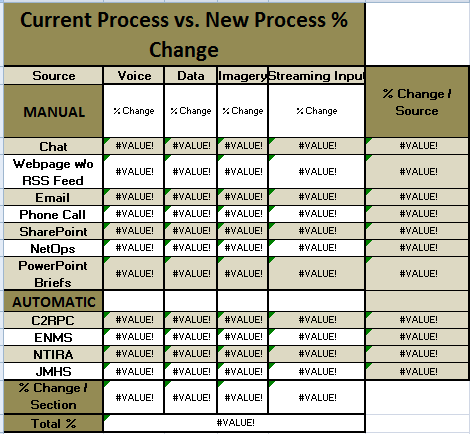 Current Process vs. New Process %
Change
Source Voice Data Imagery Streaming Input
% Change /
Source
MANUAL % Change % Change % Change % Change
Chat #VALUE! #VALUE! #VALUE! #VALUE! #VALUE!
Webpage w/o
RSS Feed #VALUE! #VALUE! #VALUE! #VALUE! #VALUE!
Email #VALUE! #VALUE! #VALUE! #VALUE! #VALUE!
Phone Call #VALUE! #VALUE! #VALUE! #VALUE! #VALUE!
SharePoint #VALUE! #VALUE! #VALUE! #VALUE! #VALUE!
NetOps #VALUE! #VALUE! #VALUE! #VALUE! #VALUE!
PowerPoint
Briefs #VALUE! #VALUE! #VALUE! #VALUE! #VALUE!
AUTOMATIC
C2RPC #VALUE! #VALUE! #VALUE! #VALUE! #VALUE!
ENMS #VALUE! #VALUE! #VALUE! #VALUE! #VALUE!
NTIRA #VALUE! #VALUE! #VALUE! #VALUE! #VALUE!
JMHS #VALUE! #VALUE! #VALUE! #VALUE! #VALUE!
% Change /
Section #VALUE! #VALUE! #VALUE! #VALUE!
Total % #VALUE!